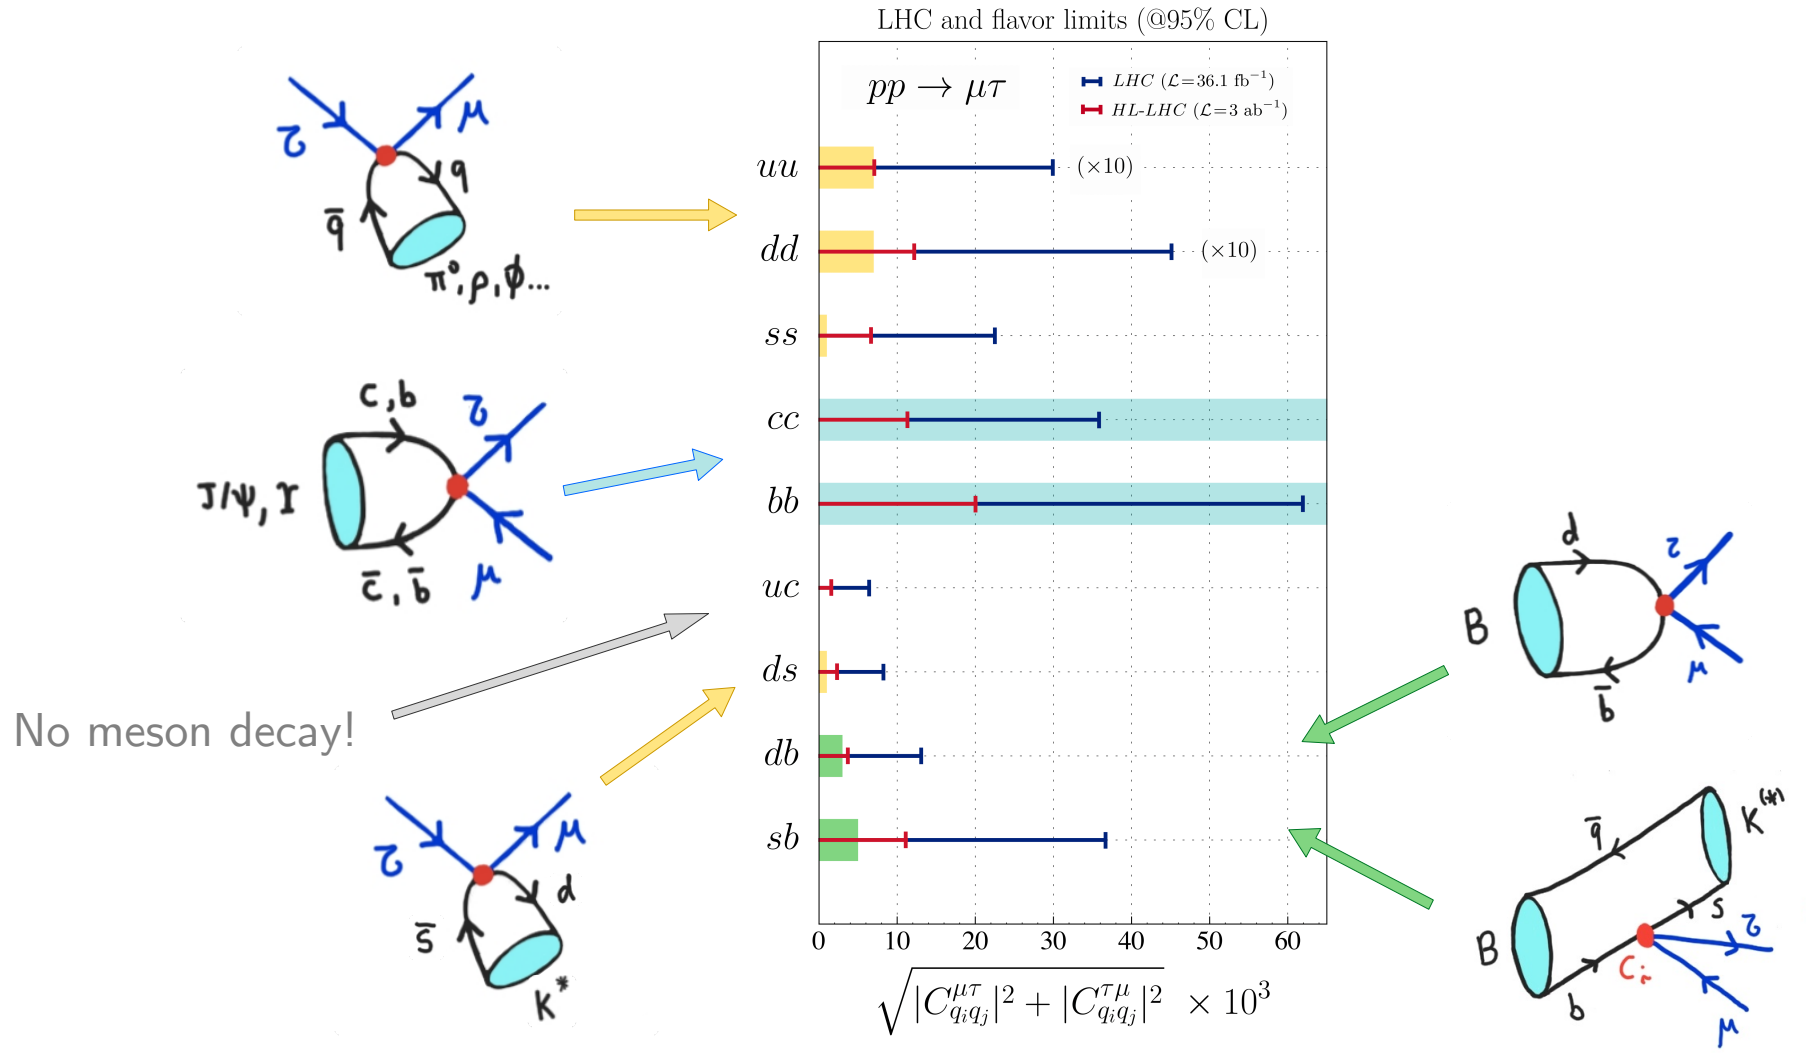 LHC and flavor limits (@95% CL)
pp → μτ
LHC (ℒ=36.1 fb⁻¹)
HL-LHC (ℒ=3 ab⁻¹)
uu
(×10)
dd
(×10)
ss
cc
bb
uc
ds
db
sb
0 10 20 30 40 50 60
√(|C^{μτ}_{q_i q_j}|² + |C^{τμ}_{q_i q_j}|²) × 10³
τ
μ
q
q̄
π⁰, ρ, ϕ...
c, b
τ
J/ψ, Υ
c̄, b̄
μ
No meson decay!
τ
μ
d
s̄
K*
d
τ
B
μ
b̄
q̄
K^{(*)}
B
s
τ
C_i
b
μ